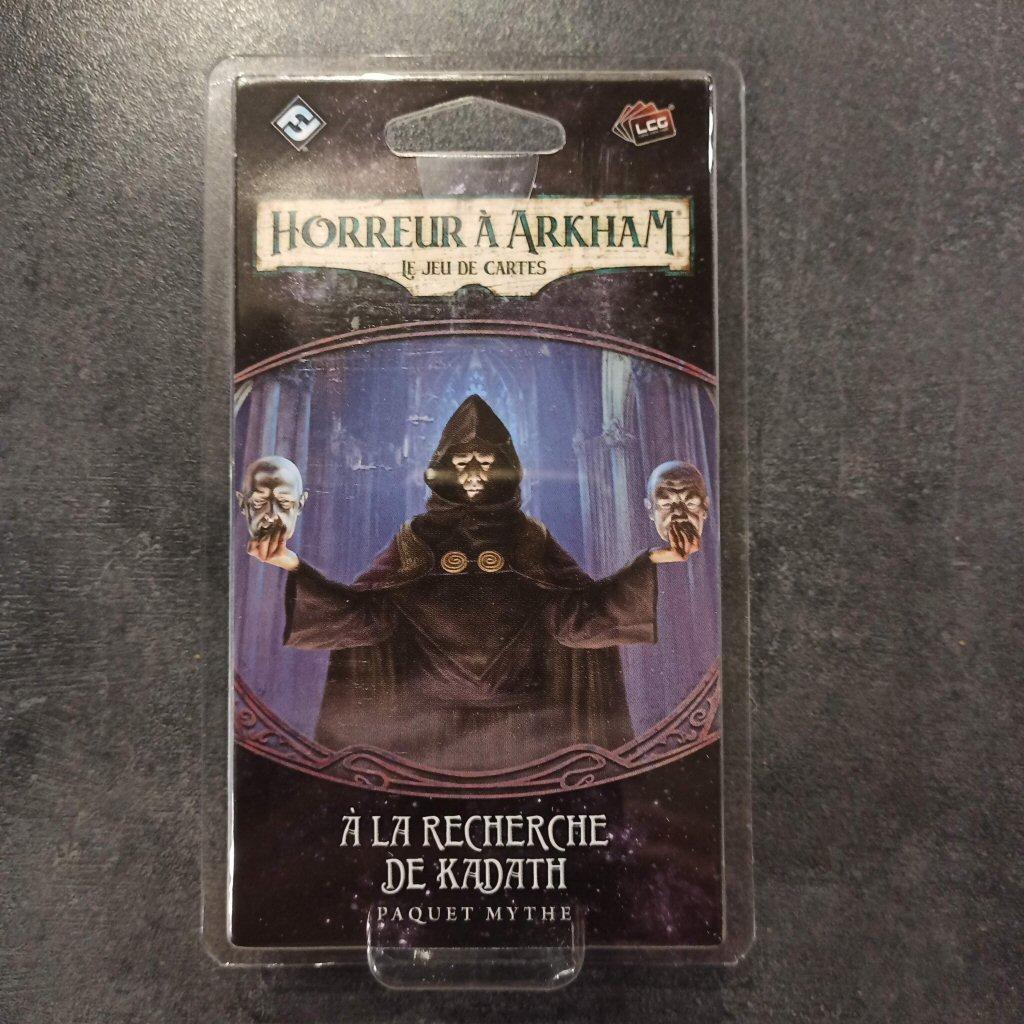 LCG
HORREUR À ARKHAM
LE JEU DE CARTES
À LA RECHERCHE
DE KADATH
PAQUET MYTHE